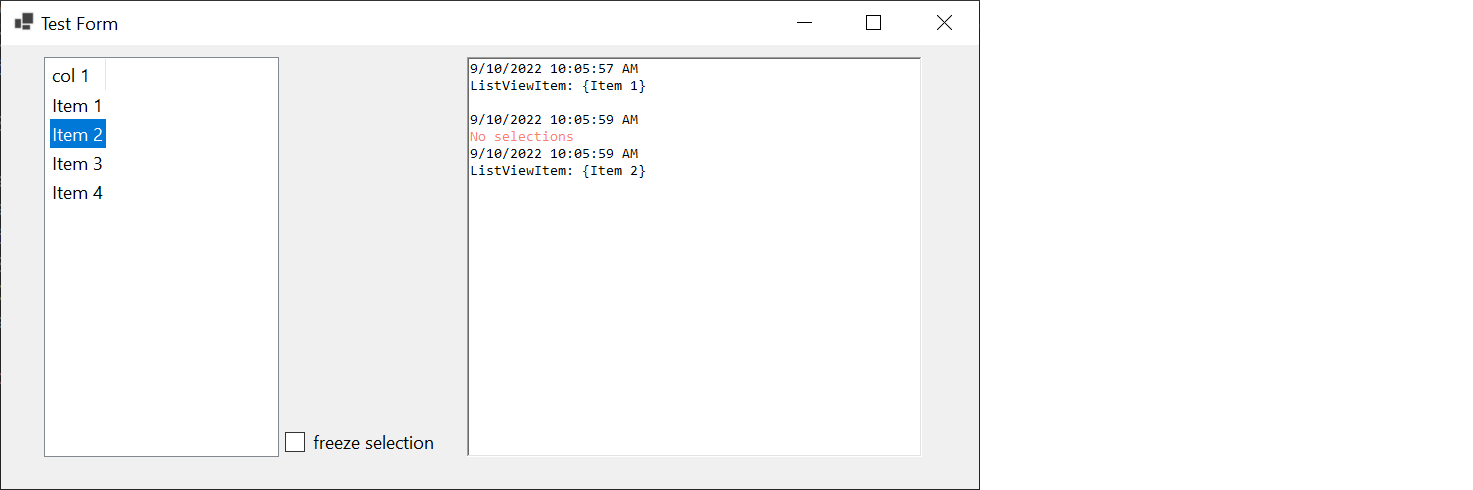 Test Form
col 1
Item 1
Item 2
Item 3
Item 4
freeze selection
9/10/2022 10:05:57 AM
ListViewItem: {Item 1}
9/10/2022 10:05:59 AM
No selections
9/10/2022 10:05:59 AM
ListViewItem: {Item 2}